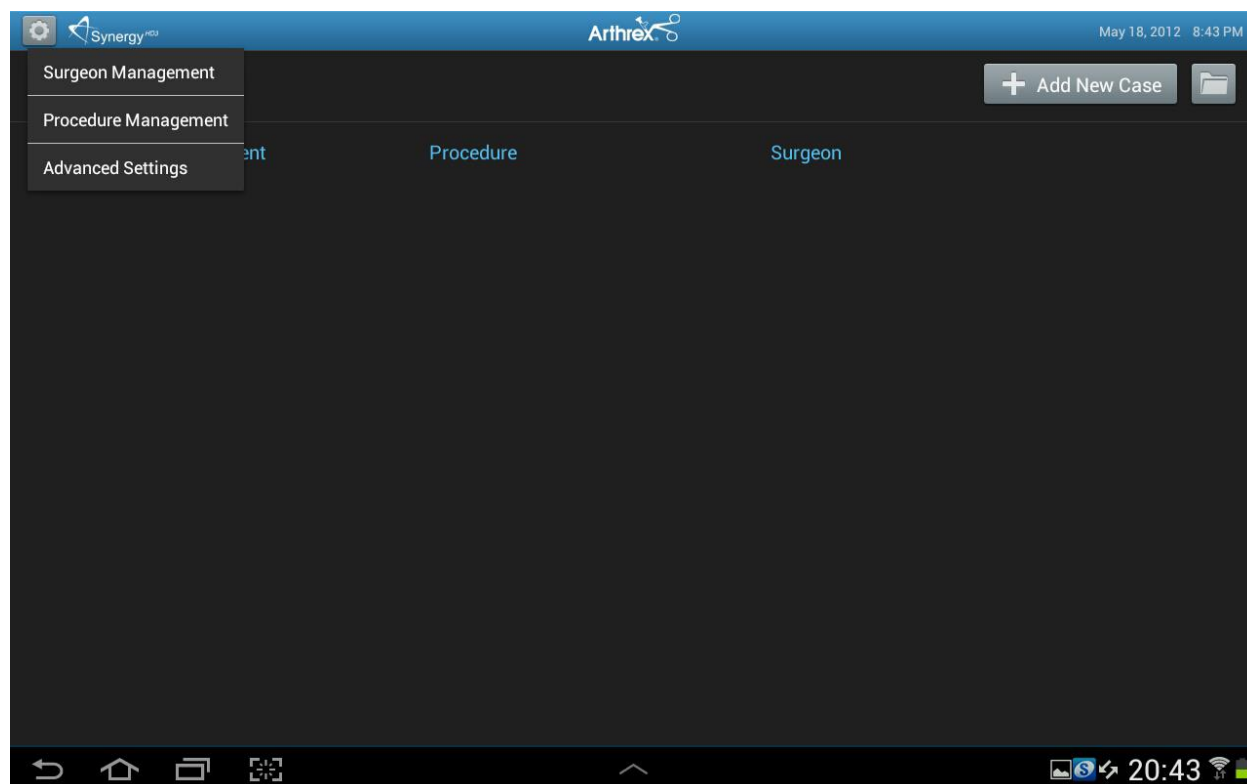 Synergy HD3
Arthrex
May 18, 2012 8:43 PM
Surgeon Management
Procedure Management
Advanced Settings
Add New Case
ent
Procedure
Surgeon
20:43